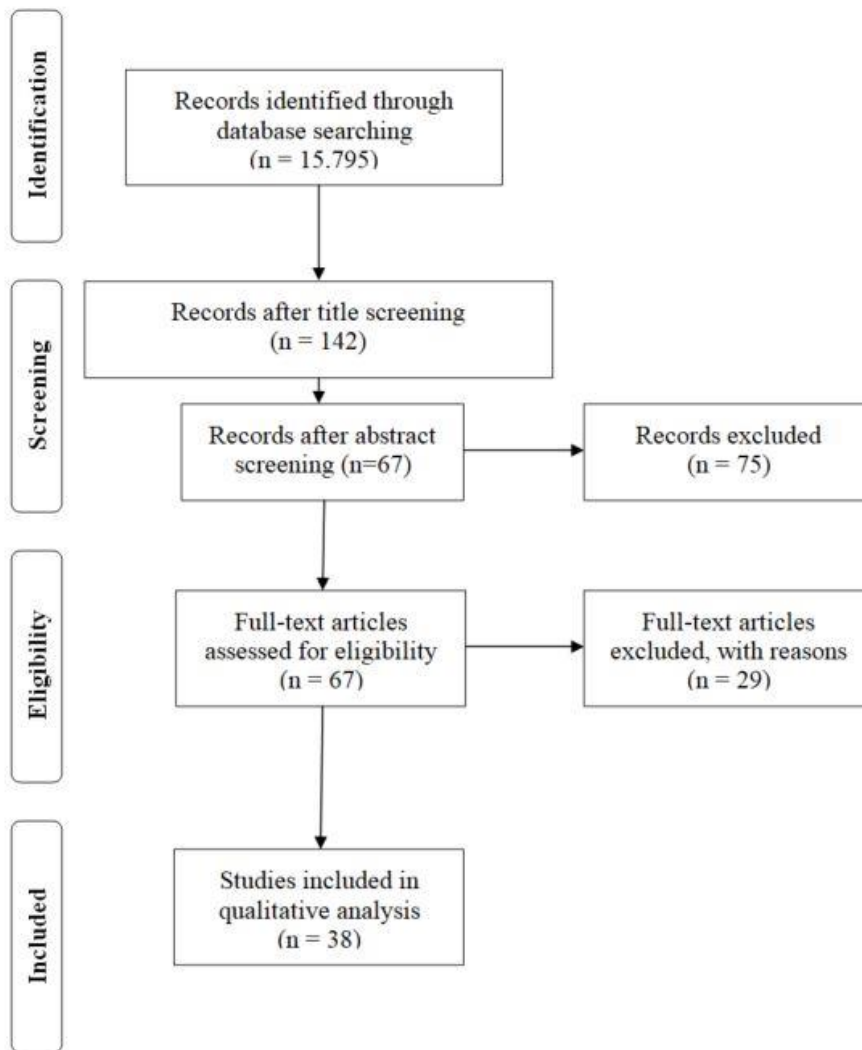 Identification
Records identified through
database searching
(n = 15.795)
Screening
Records after title screening
(n = 142)
Records after abstract
screening (n=67)
Records excluded
(n = 75)
Eligibility
Full-text articles
assessed for eligibility
(n = 67)
Full-text articles
excluded, with reasons
(n = 29)
Included
Studies included in
qualitative analysis
(n = 38)